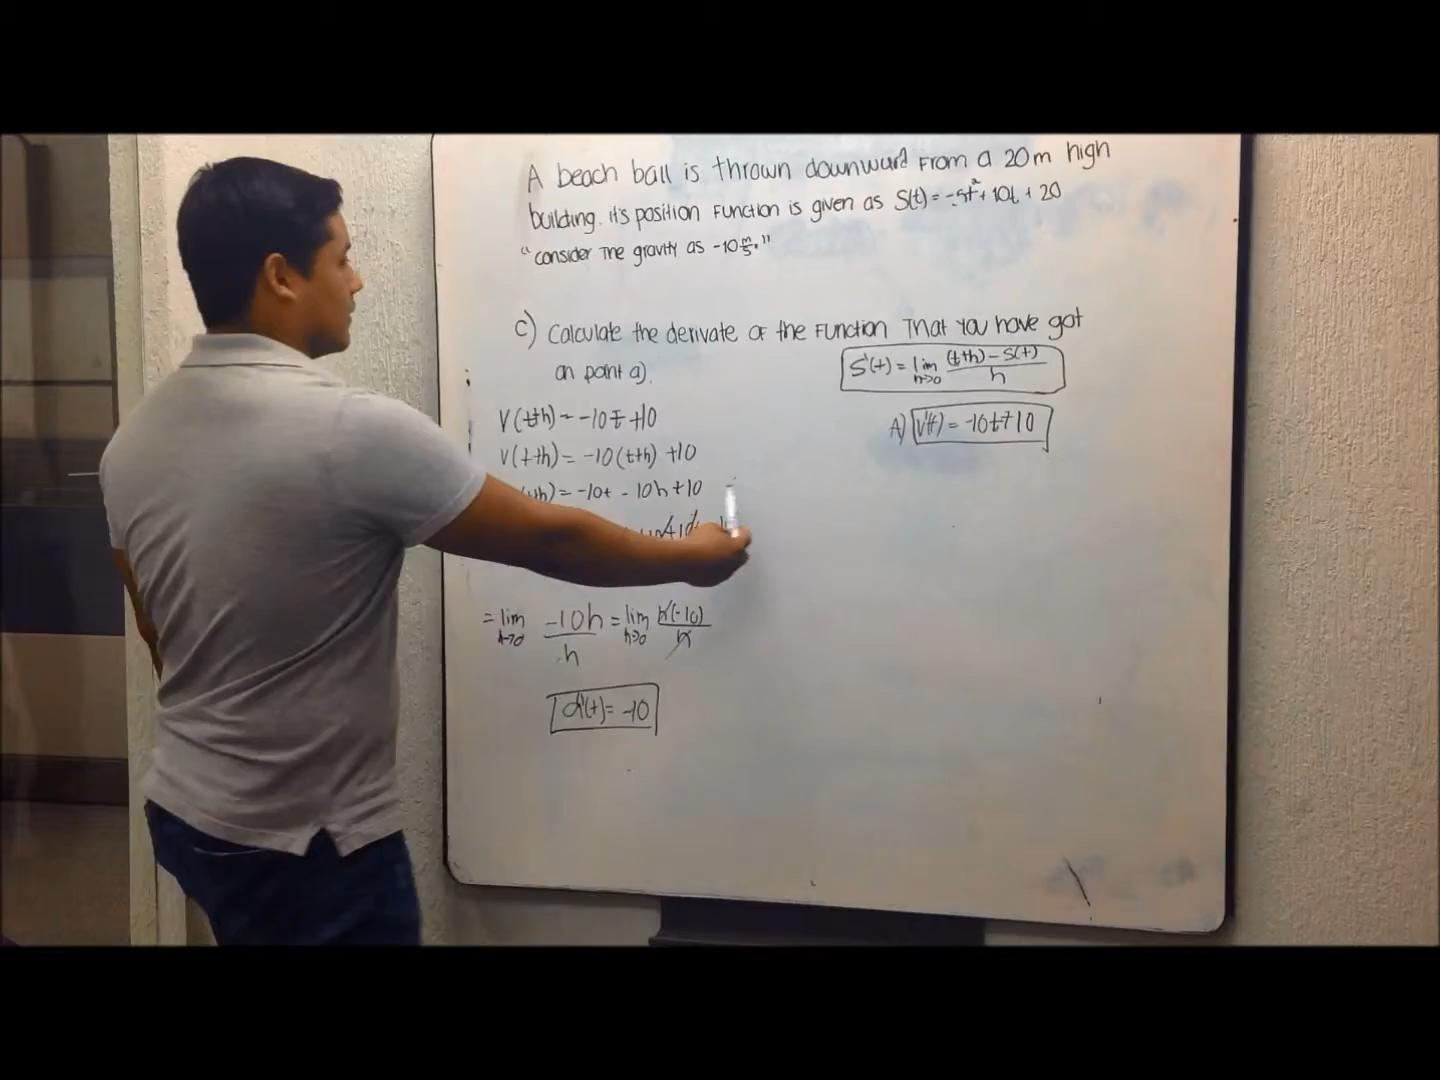 A beach ball is thrown downward From a 20m high
building. it's position Function is given as S(t)=-5t²+10t+20
"consider The gravity as -10 m/s."
c) Calculate the derivate OF the Function That you have got
on point a).
S'(t) = lim h→0 (t+h)-S(t) / h
A) V'(t) = -10t+10
V(t+h) = -10t+10
V(t+h) = -10(t+h) +10
h) = -10t - 10h+10
= lim h→0 -10h / h = lim h→0 h(-10) / h
d'(t) = -10